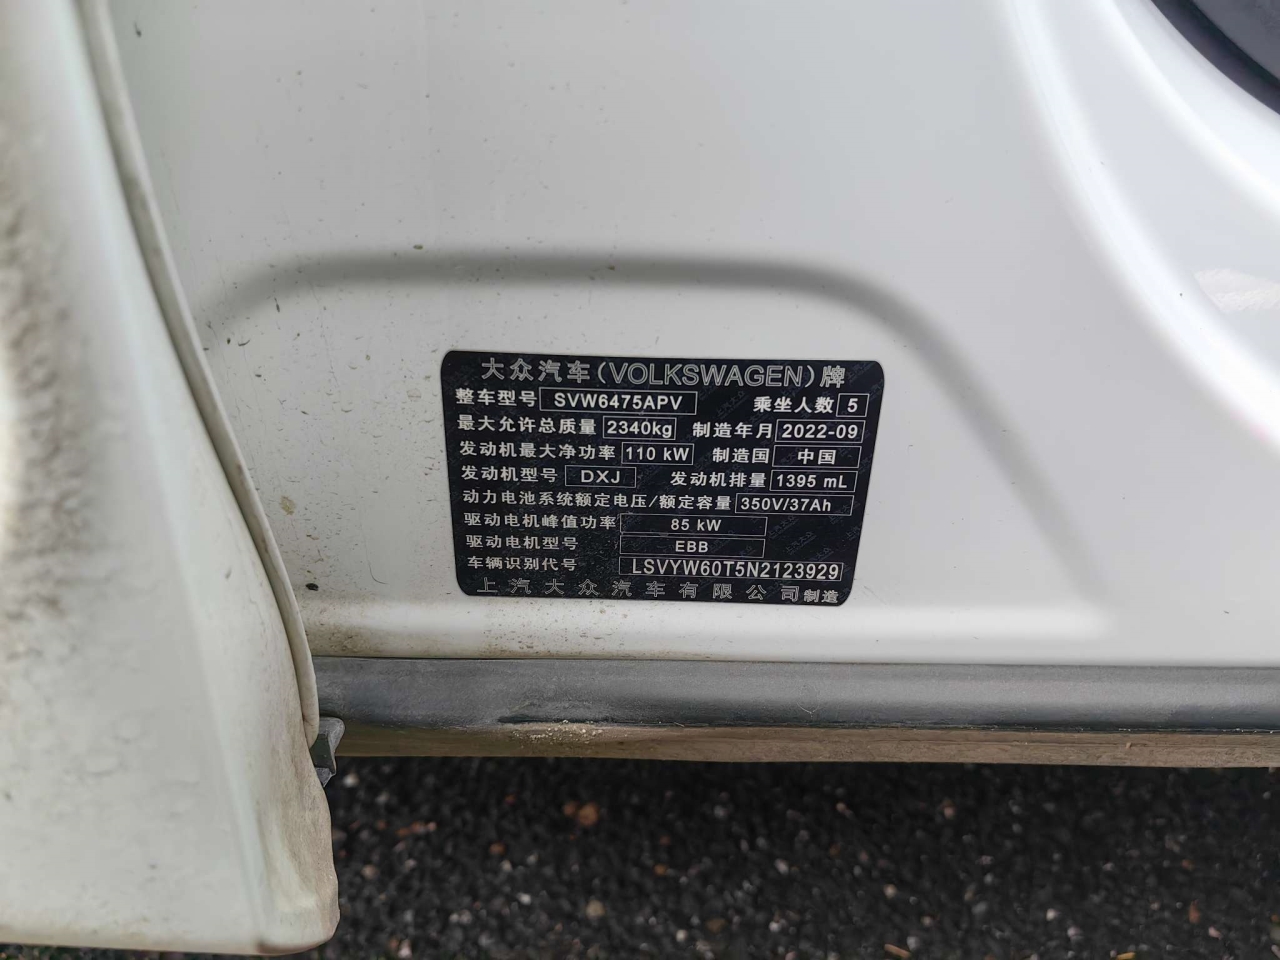 大众汽车(VOLKSWAGEN)牌
整车型号 SVW6475APV 乘坐人数 5
最大允许总质量 2340kg 制造年月 2022-09
发动机最大净功率 110 kW 制造国 中国
发动机型号 DXJ 发动机排量 1395 mL
动力电池系统额定电压/额定容量 350V/37Ah
驱动电机峰值功率 85 kW
驱动电机型号 EBB
车辆识别代号 LSVYW60T5N2123929
上汽大众汽车有限公司制造